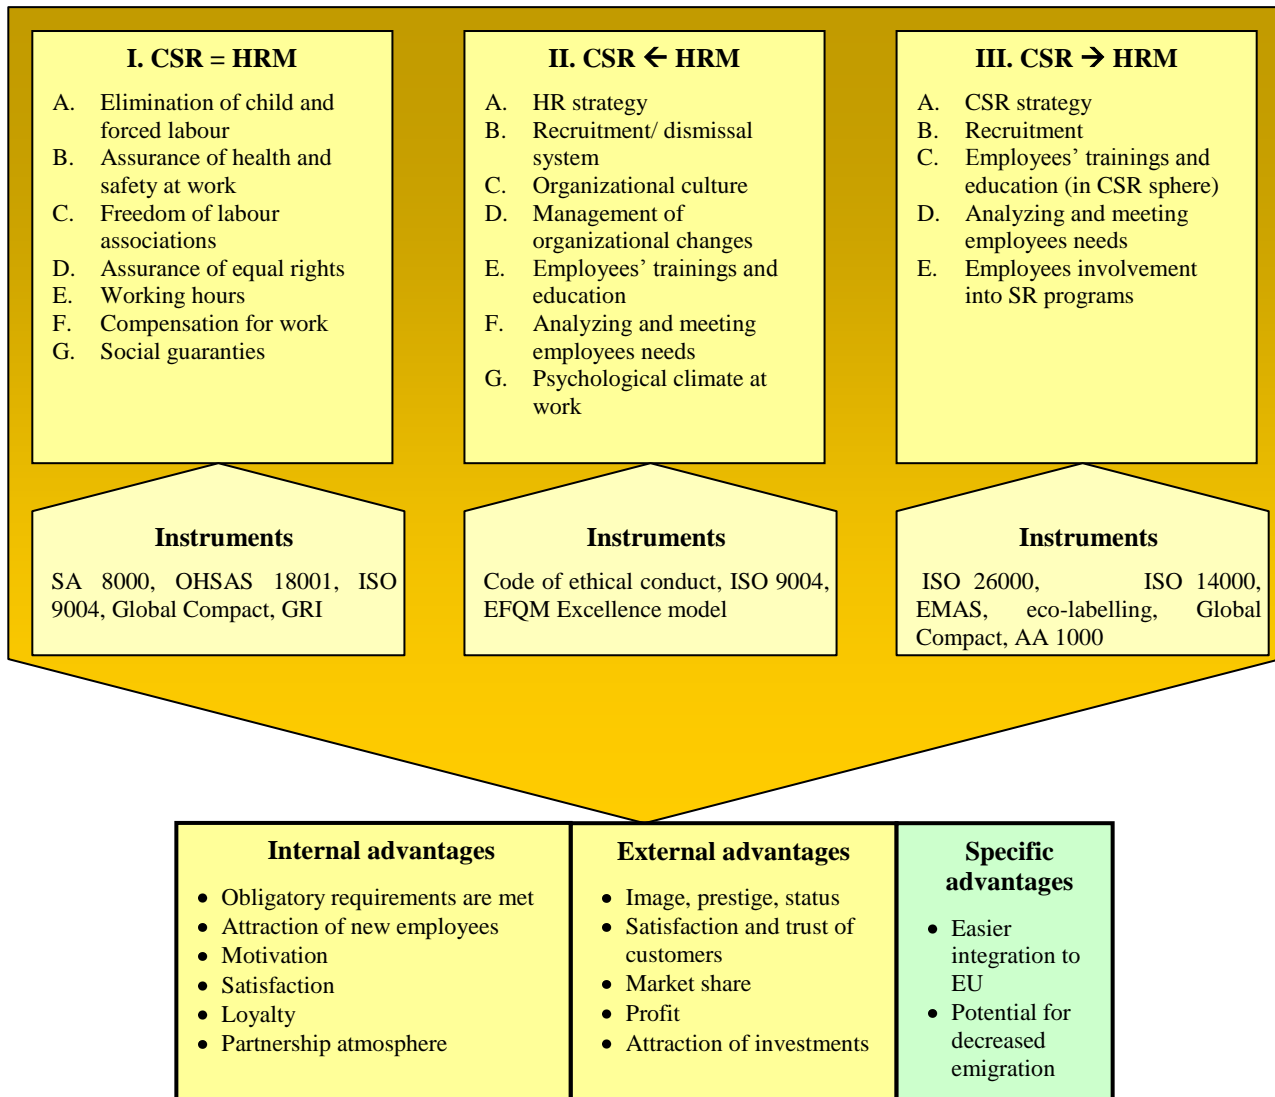 I. CSR = HRM
A. Elimination of child and
forced labour
B. Assurance of health and
safety at work
C. Freedom of labour
associations
D. Assurance of equal rights
E. Working hours
F. Compensation for work
G. Social guaranties
II. CSR ← HRM
A. HR strategy
B. Recruitment/ dismissal
system
C. Organizational culture
D. Management of
organizational changes
E. Employees’ trainings and
education
F. Analyzing and meeting
employees needs
G. Psychological climate at
work
III. CSR → HRM
A. CSR strategy
B. Recruitment
C. Employees’ trainings and
education (in CSR sphere)
D. Analyzing and meeting
employees needs
E. Employees involvement
into SR programs
Instruments
SA 8000, OHSAS 18001, ISO
9004, Global Compact, GRI
Instruments
Code of ethical conduct, ISO 9004,
EFQM Excellence model
Instruments
ISO 26000, ISO 14000,
EMAS, eco-labelling, Global
Compact, AA 1000
Internal advantages
• Obligatory requirements are met
• Attraction of new employees
• Motivation
• Satisfaction
• Loyalty
• Partnership atmosphere
External advantages
• Image, prestige, status
• Satisfaction and trust of
customers
• Market share
• Profit
• Attraction of investments
Specific
advantages
• Easier
integration to
EU
• Potential for
decreased
emigration